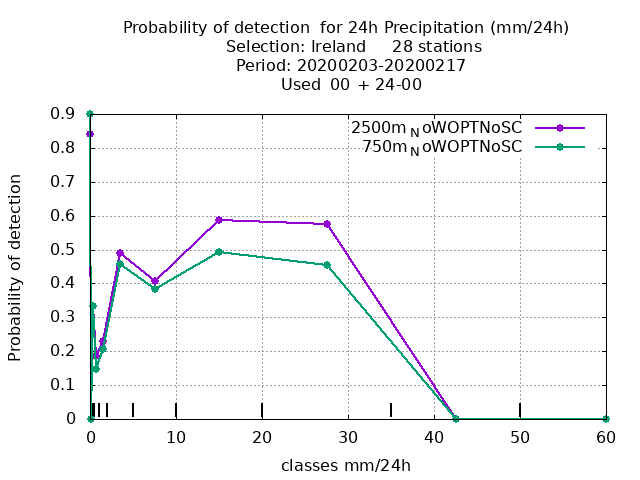 Probability of detection  for 24h Precipitation (mm/24h)
Selection: Ireland     28 stations
Period: 20200203-20200217
Used  00 + 24-00
2500m_NoWOPTNoSC
750m_NoWOPTNoSC
0.9
0.8
0.7
0.6
0.5
0.4
0.3
0.2
0.1
0
Probability of detection
0 10 20 30 40 50 60
classes mm/24h